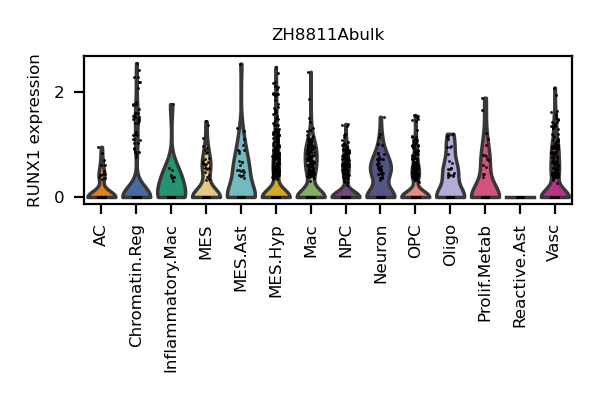 ZH8811Abulk
RUNX1 expression
2
0
AC
Chromatin.Reg
Inflammatory.Mac
MES
MES.Ast
MES.Hyp
Mac
NPC
Neuron
OPC
Oligo
Prolif.Metab
Reactive.Ast
Vasc